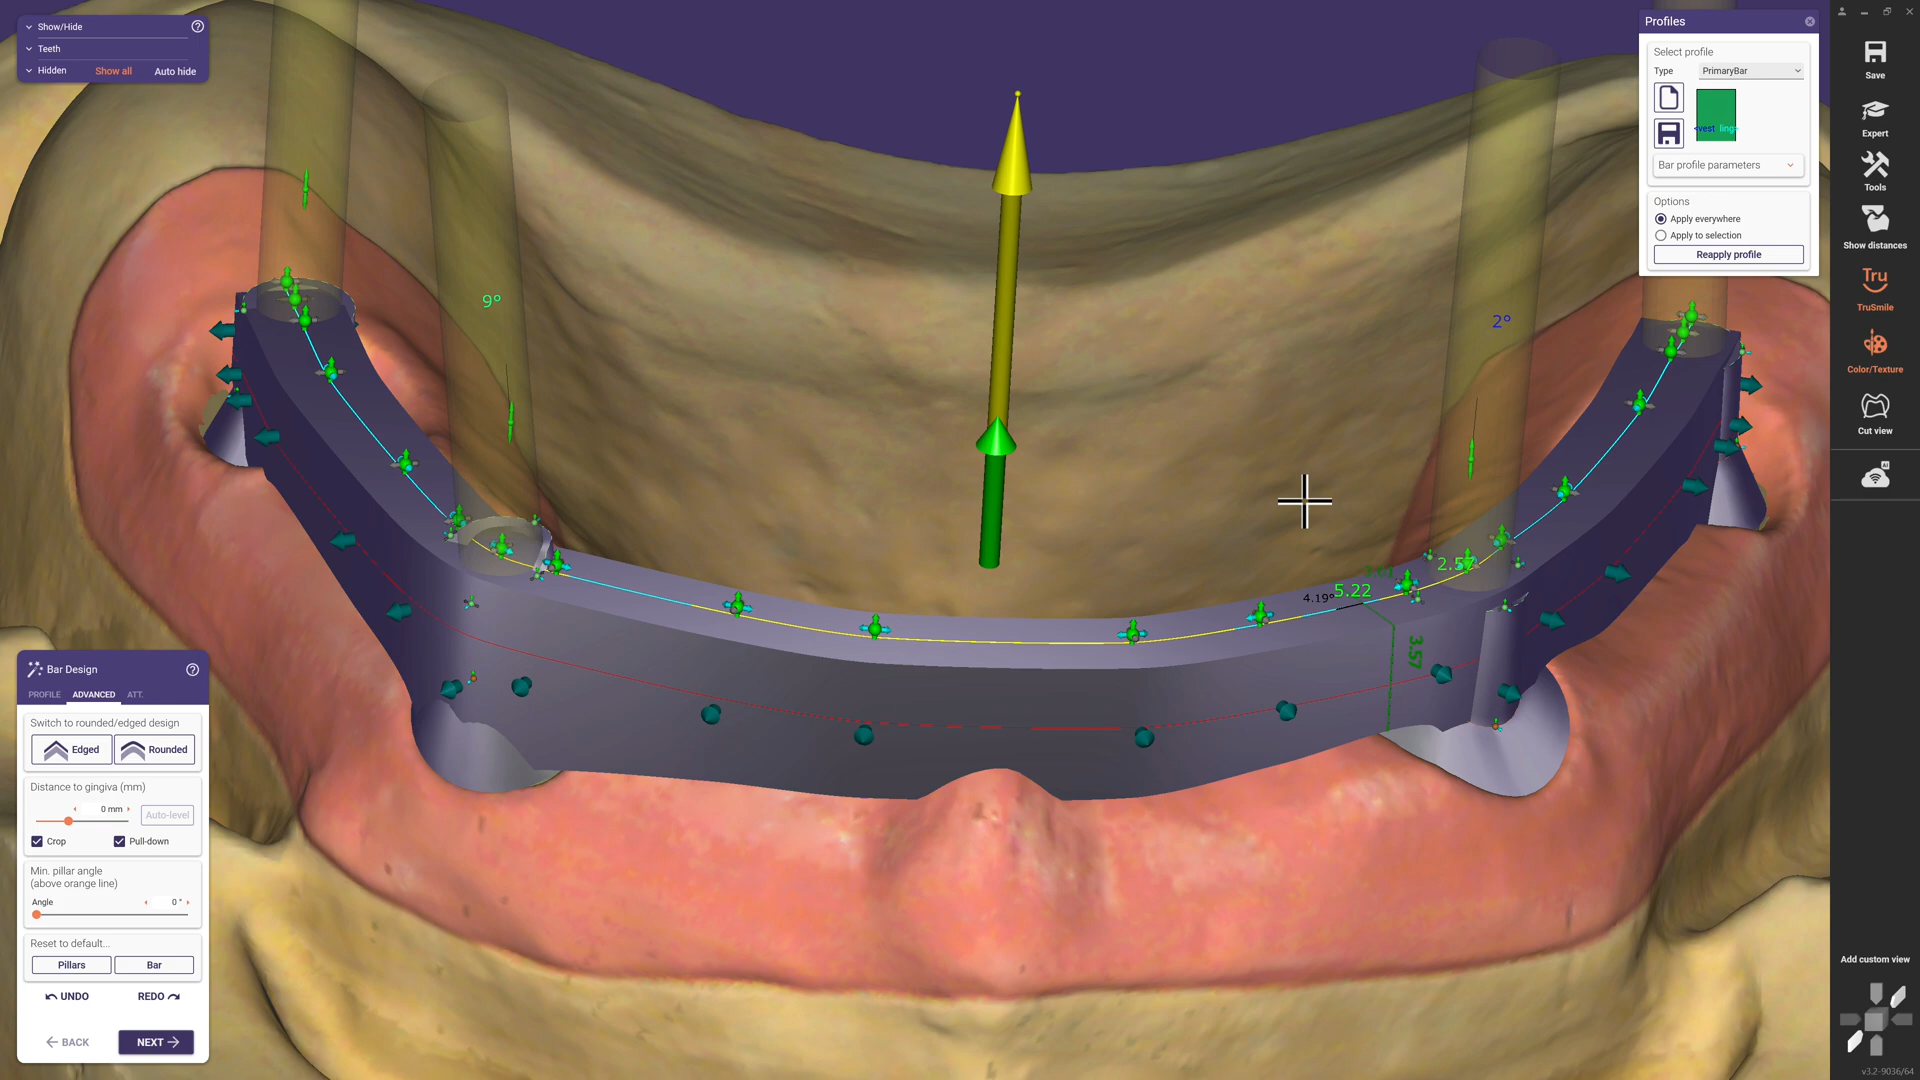 Show/Hide
Teeth
Hidden Show all Auto hide
9°
2°
2.57
5.22
4.19°
3.57
Profiles
Select profile
Type PrimaryBar
vest ling
Bar profile parameters
Options
Apply everywhere
Apply to selection
Reapply profile
Save
Expert
Tools
Show distances
Tru
TruSmile
Color/Texture
Cut view
AI
Add custom view
v3.2-9036/64
Bar Design
PROFILE ADVANCED ATT.
Switch to rounded/edged design
Edged Rounded
Distance to gingiva (mm)
0 mm Auto-level
Crop Pull-down
Min. pillar angle
(above orange line)
Angle 0 °
Reset to default...
Pillars Bar
UNDO REDO
BACK NEXT